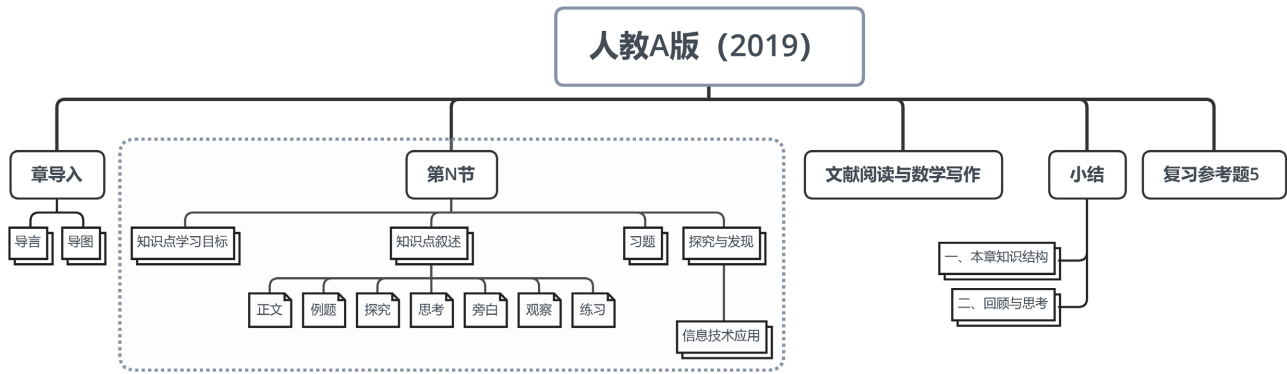 人教A版（2019）
章导入
第N节
文献阅读与数学写作
小结
复习参考题5
导言
导图
知识点学习目标
知识点叙述
习题
探究与发现
一、本章知识结构
二、回顾与思考
正文
例题
探究
思考
旁白
观察
练习
信息技术应用